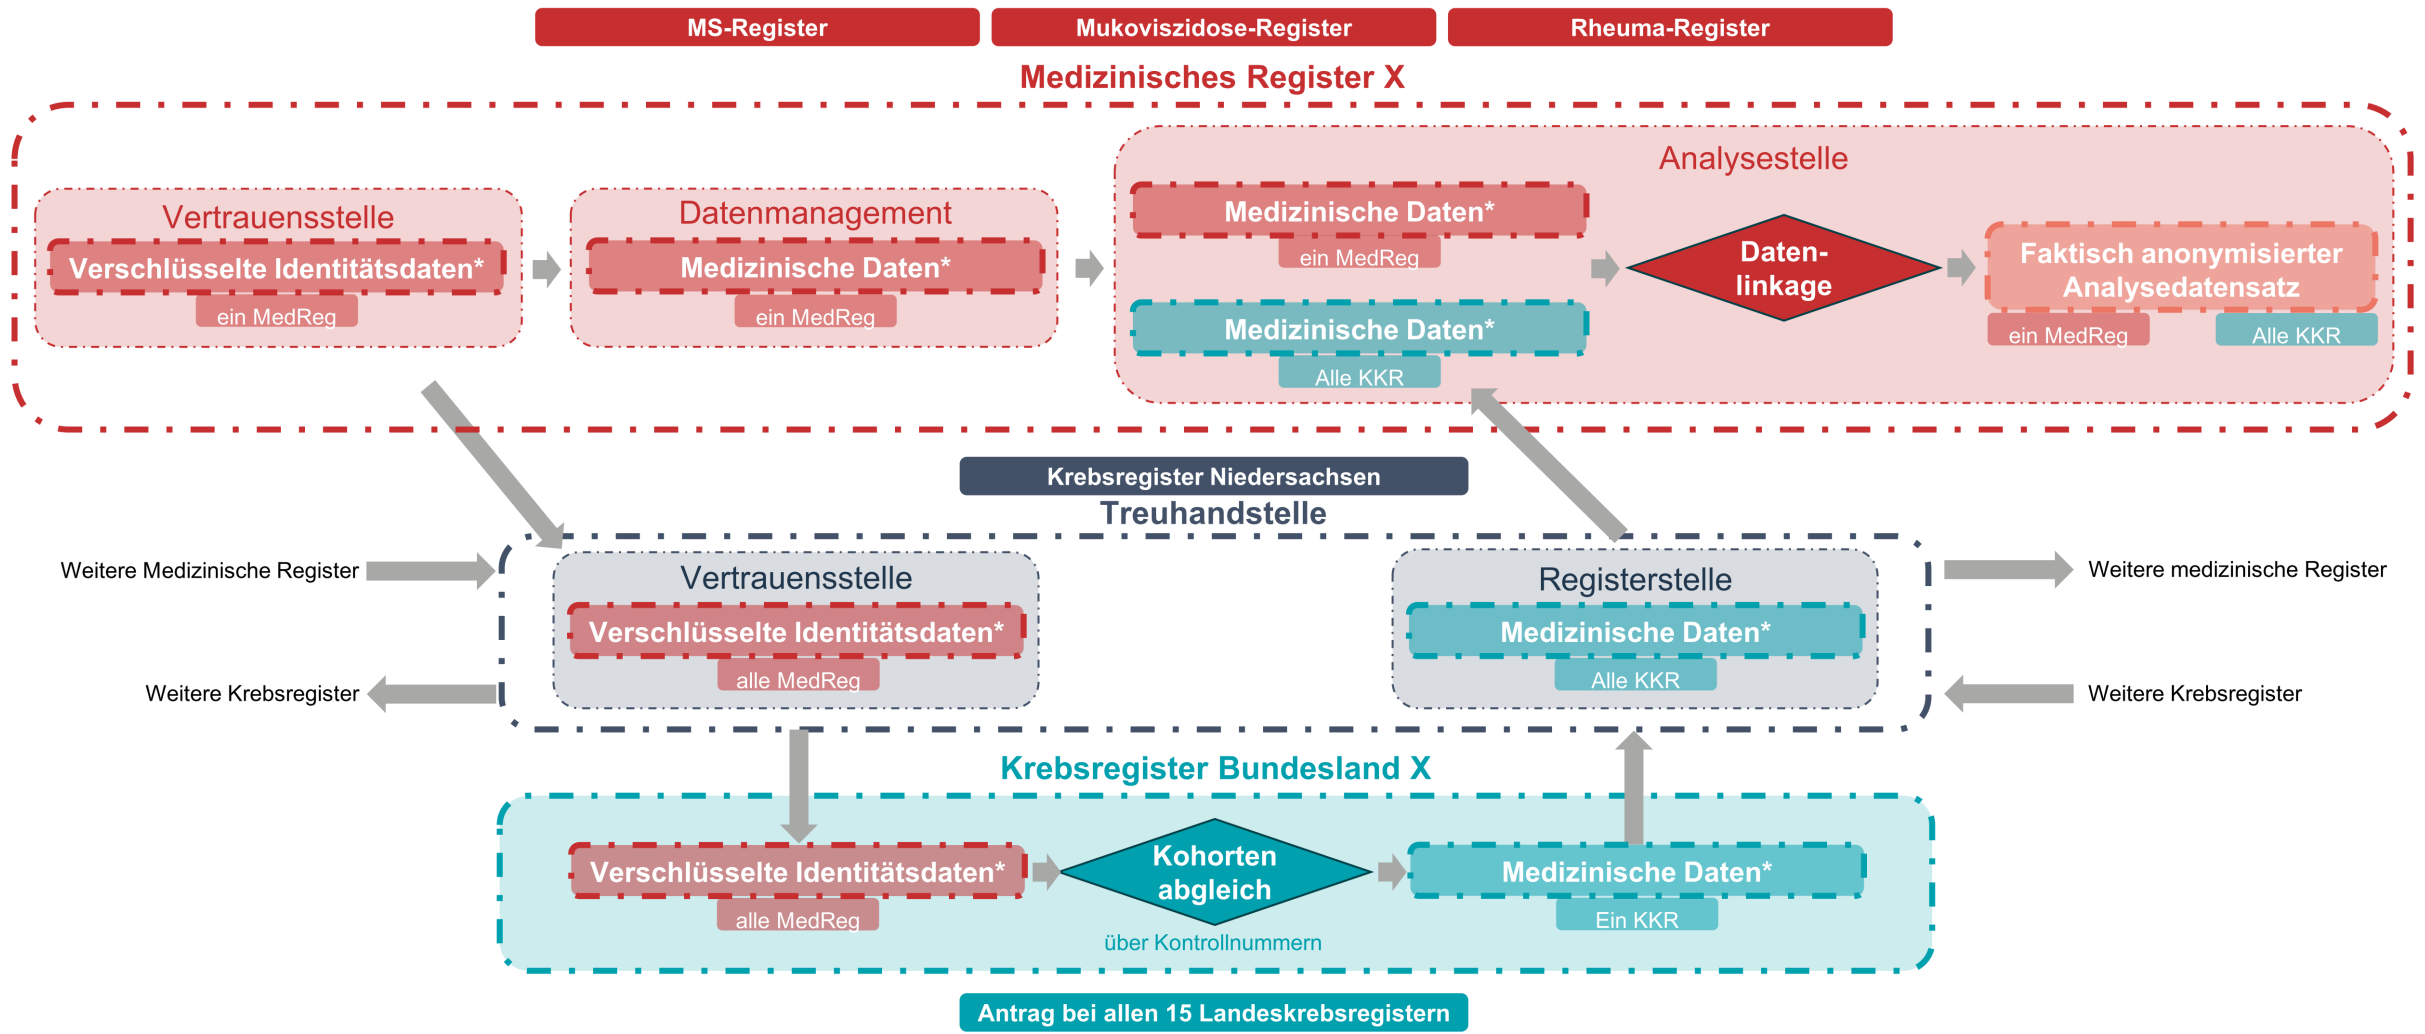 MS-Register
Mukoviszidose-Register
Rheuma-Register
Medizinisches Register X
Vertrauensstelle
Verschlüsselte Identitätsdaten*
ein MedReg
Datenmanagement
Medizinische Daten*
ein MedReg
Analysestelle
Medizinische Daten*
ein MedReg
Medizinische Daten*
Alle KKR
Daten-
linkage
Faktisch anonymisierter
Analysedatensatz
ein MedReg
Alle KKR
Krebsregister Niedersachsen
Treuhandstelle
Weitere Medizinische Register
Weitere Krebsregister
Vertrauensstelle
Verschlüsselte Identitätsdaten*
alle MedReg
Registerstelle
Medizinische Daten*
Alle KKR
Weitere medizinische Register
Weitere Krebsregister
Krebsregister Bundesland X
Verschlüsselte Identitätsdaten*
alle MedReg
Kohorten
abgleich
über Kontrollnummern
Medizinische Daten*
Ein KKR
Antrag bei allen 15 Landeskrebsregistern